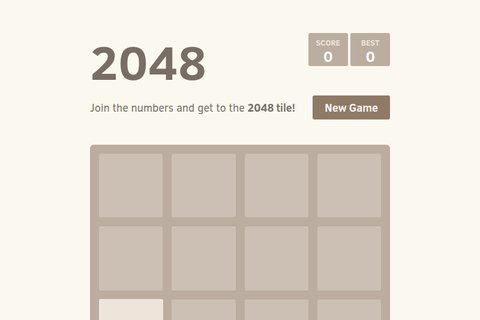 2048
SCORE
0
BEST
0
Join the numbers and get to the 2048 tile!
New Game